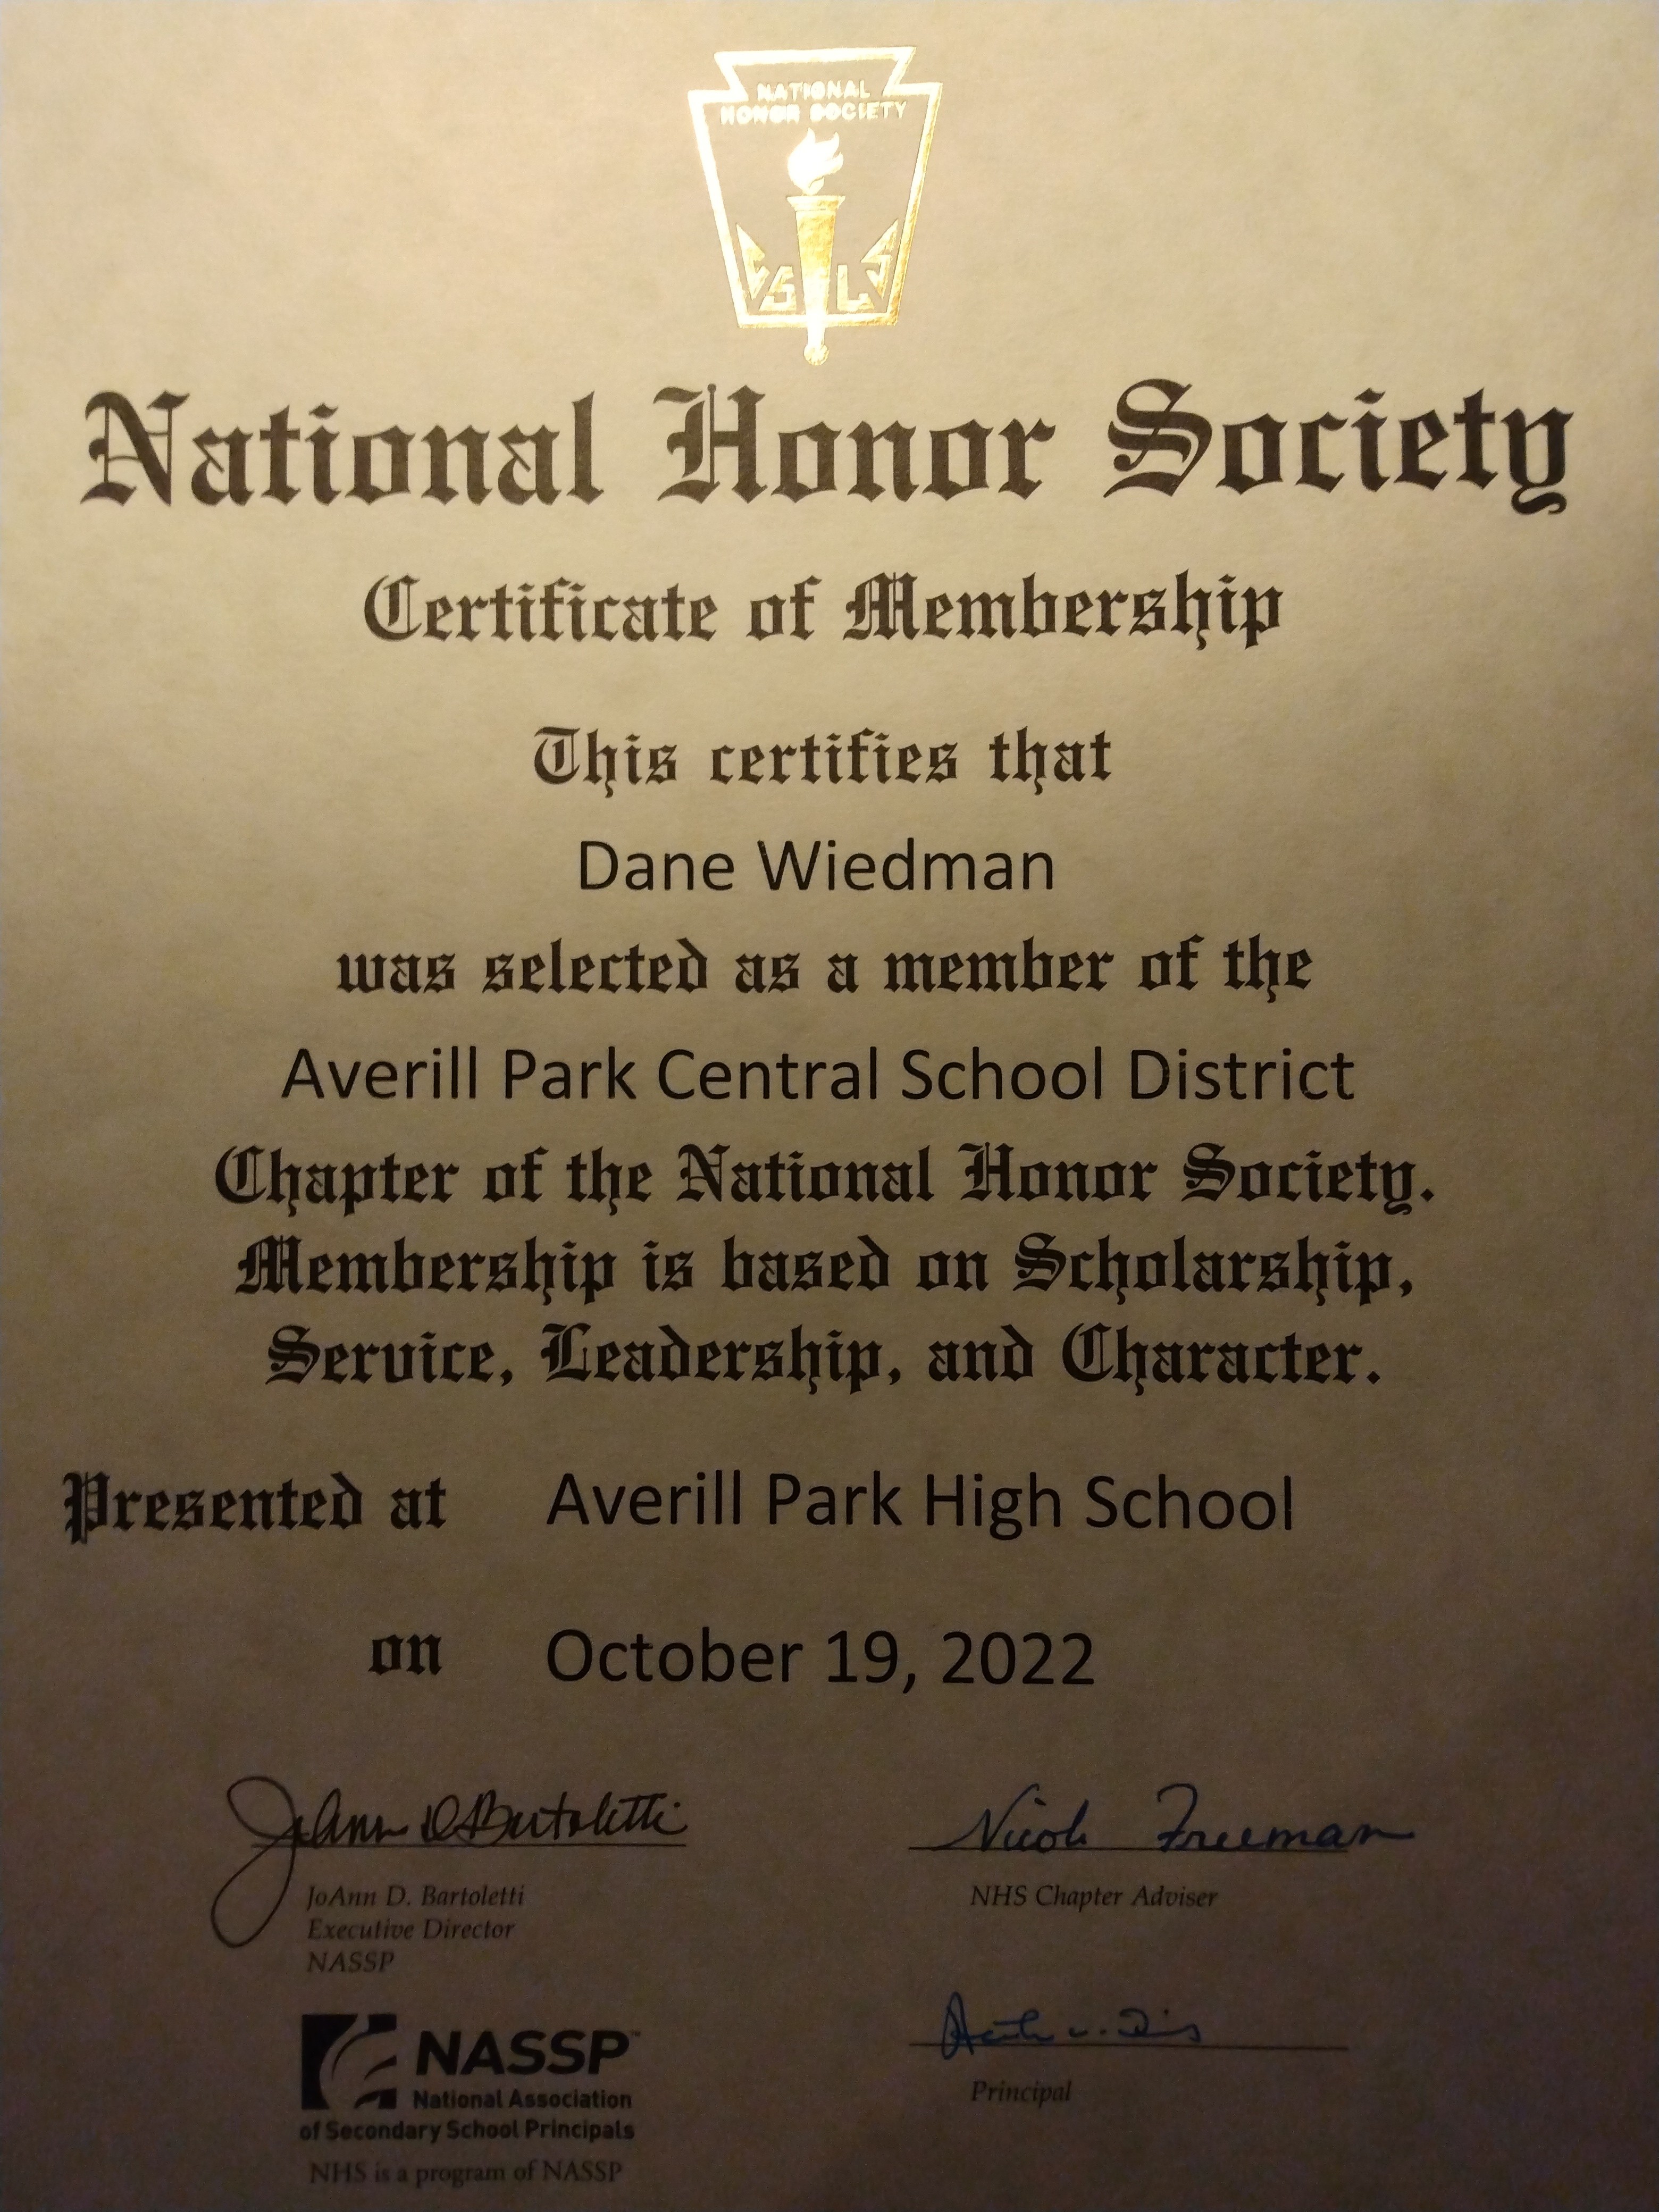 NATIONAL
HONOR SOCIETY
C S L S
National Honor Society
Certificate of Membership
This certifies that
Dane Wiedman
was selected as a member of the
Averill Park Central School District
Chapter of the National Honor Society.
Membership is based on Scholarship,
Service, Leadership, and Character.
Presented at Averill Park High School
on October 19, 2022
JoAnn D Bartoletti
JoAnn D. Bartoletti
Executive Director
NASSP
Nicole Freeman
NHS Chapter Adviser
Principal
NASSP™
National Association
of Secondary School Principals
NHS is a program of NASSP